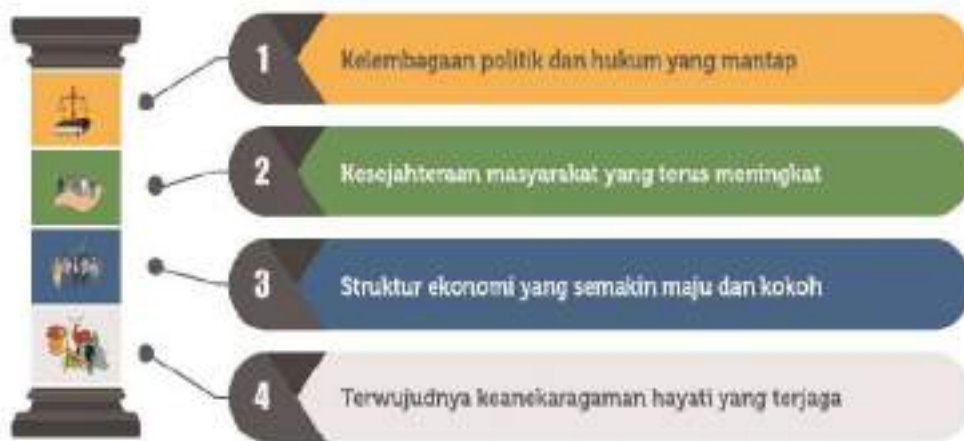 1
Kelembagaan politik dan hukum yang mantap
2
Kesejahteraan masyarakat yang terus meningkat
3
Struktur ekonomi yang semakin maju dan kokoh
4
Terwujudnya keanekaragaman hayati yang terjaga